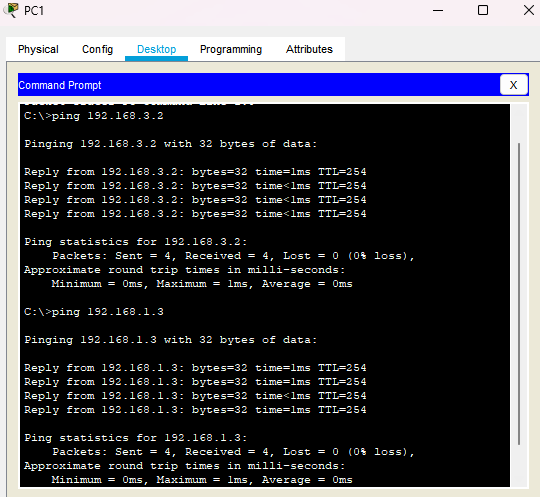 PC1
Physical Config Desktop Programming Attributes
Command Prompt X
C:\>ping 192.168.3.2
Pinging 192.168.3.2 with 32 bytes of data:
Reply from 192.168.3.2: bytes=32 time=1ms TTL=254
Reply from 192.168.3.2: bytes=32 time<1ms TTL=254
Reply from 192.168.3.2: bytes=32 time<1ms TTL=254
Reply from 192.168.3.2: bytes=32 time<1ms TTL=254
Ping statistics for 192.168.3.2:
Packets: Sent = 4, Received = 4, Lost = 0 (0% loss),
Approximate round trip times in milli-seconds:
Minimum = 0ms, Maximum = 1ms, Average = 0ms
C:\>ping 192.168.1.3
Pinging 192.168.1.3 with 32 bytes of data:
Reply from 192.168.1.3: bytes=32 time=1ms TTL=254
Reply from 192.168.1.3: bytes=32 time=1ms TTL=254
Reply from 192.168.1.3: bytes=32 time<1ms TTL=254
Reply from 192.168.1.3: bytes=32 time=1ms TTL=254
Ping statistics for 192.168.1.3:
Packets: Sent = 4, Received = 4, Lost = 0 (0% loss),
Approximate round trip times in milli-seconds:
Minimum = 0ms, Maximum = 1ms, Average = 0ms